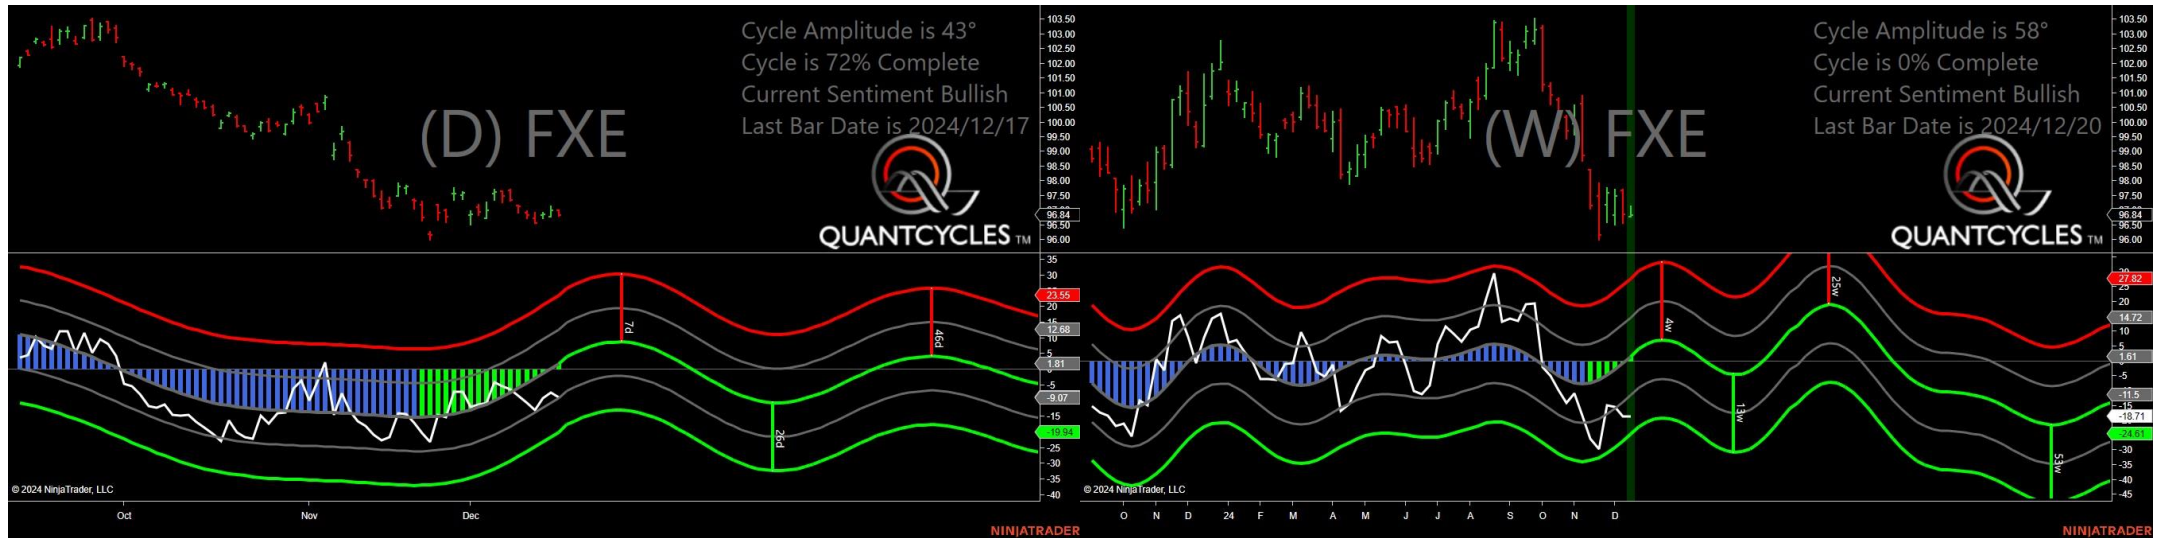 Cycle Amplitude is 43°
Cycle is 72% Complete
Current Sentiment Bullish
Last Bar Date is 2024/12/17
(D) FXE
QUANTCYCLES TM
103.50
103.00
102.50
102.00
101.50
101.00
100.50
100.00
99.50
99.00
98.50
98.00
97.50
96.84
96.50
96.00
35
30
23.55
20
15
12.68
5
1.81
-5
-9.07
-15
-19.94
-25
-30
-35
-40
7d
26d
46d
© 2024 NinjaTrader, LLC
Oct
Nov
Dec
NINJATRADER
Cycle Amplitude is 58°
Cycle is 0% Complete
Current Sentiment Bullish
Last Bar Date is 2024/12/20
(W) FXE
QUANTCYCLES TM
103.50
103.00
102.50
102.00
101.50
101.00
100.50
100.00
99.50
99.00
98.50
98.00
97.50
96.84
96.50
96.00
27.82
20
14.72
10
5
1.61
-5
-11.5
-18.71
-24.61
-30
-35
-40
-45
4w
13w
25w
53w
© 2024 NinjaTrader, LLC
O
N
D
24
F
M
A
M
J
J
A
S
O
N
D
NINJATRADER